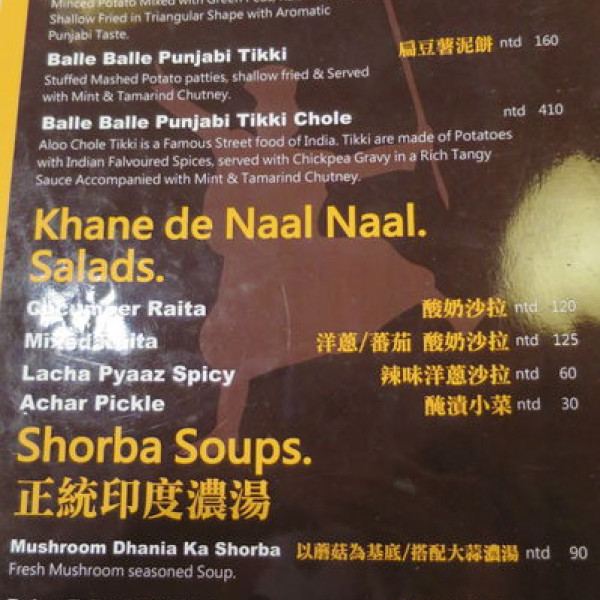 Minced Potato Mixed with Green Peas,
Shallow Fried in Triangular Shape with Aromatic
Punjabi Taste.
Balle Balle Punjabi Tikki 扁豆薯泥餅 ntd 160
Stuffed Mashed Potato patties, shallow fried & Served
with Mint & Tamarind Chutney.
Balle Balle Punjabi Tikki Chole ntd 410
Aloo Chole Tikki is a Famous Street food of India. Tikki are made of Potatoes
with Indian Falvoured Spices, served with Chickpea Gravy in a Rich Tangy
Sauce Accompanied with Mint & Tamarind Chutney.
Khane de Naal Naal.
Salads.
Cucumber Raita 酸奶沙拉 ntd 120
Mixed Raita 洋蔥/蕃茄 酸奶沙拉 ntd 125
Lacha Pyaaz Spicy 辣味洋蔥沙拉 ntd 60
Achar Pickle 醃漬小菜 ntd 30
Shorba Soups.
正統印度濃湯
Mushroom Dhania Ka Shorba 以蘑菇為基底/搭配大蒜濃湯 ntd 90
Fresh Mushroom seasoned Soup.